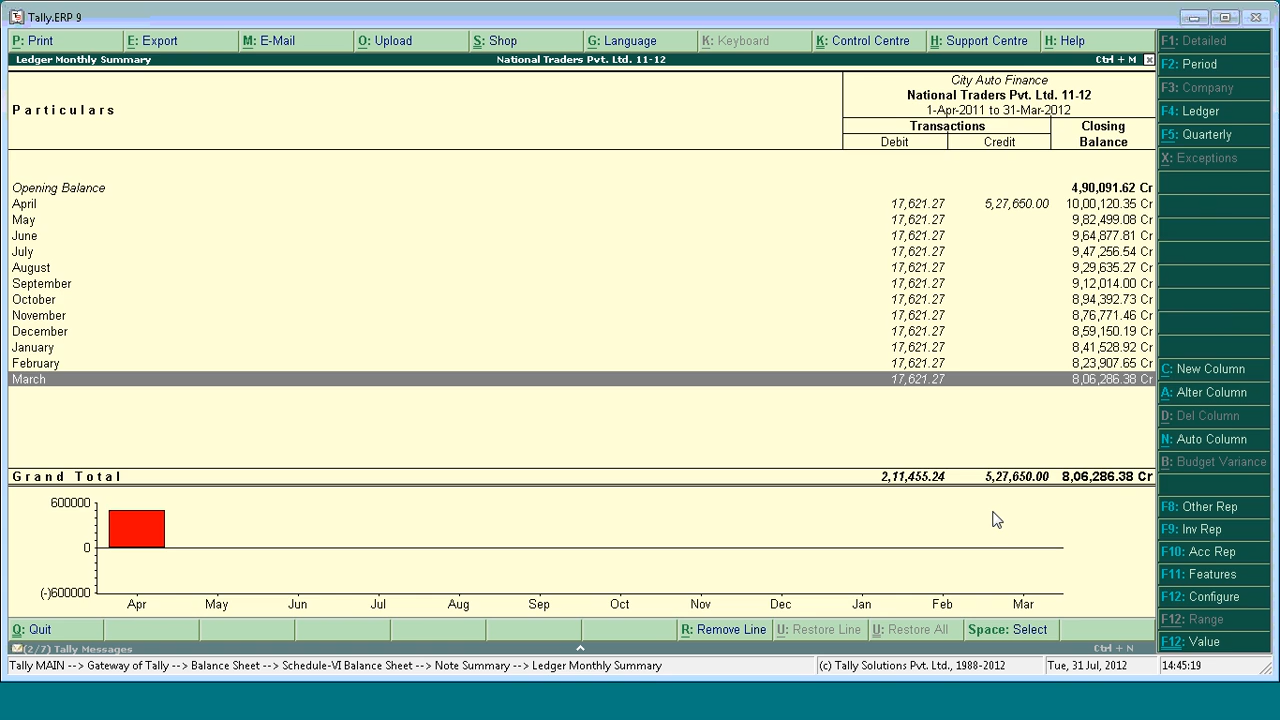 Tally.ERP 9
P: Print E: Export M: E-Mail O: Upload S: Shop G: Language K: Keyboard K: Control Centre H: Support Centre H: Help
Ledger Monthly Summary National Traders Pvt. Ltd. 11-12 Ctrl + M
Particulars
City Auto Finance
National Traders Pvt. Ltd. 11-12
1-Apr-2011 to 31-Mar-2012
Transactions Closing
Debit Credit Balance
Opening Balance 4,90,091.62 Cr
April 17,621.27 5,27,650.00 10,00,120.35 Cr
May 17,621.27 9,82,499.08 Cr
June 17,621.27 9,64,877.81 Cr
July 17,621.27 9,47,256.54 Cr
August 17,621.27 9,29,635.27 Cr
September 17,621.27 9,12,014.00 Cr
October 17,621.27 8,94,392.73 Cr
November 17,621.27 8,76,771.46 Cr
December 17,621.27 8,59,150.19 Cr
January 17,621.27 8,41,528.92 Cr
February 17,621.27 8,23,907.65 Cr
March 17,621.27 8,06,286.38 Cr
Grand Total 2,11,455.24 5,27,650.00 8,06,286.38 Cr
600000
0
(-)600000
Apr May Jun Jul Aug Sep Oct Nov Dec Jan Feb Mar
Q: Quit R: Remove Line U: Restore Line U: Restore All Space: Select
(2/7) Tally Messages Ctrl + N
Tally MAIN --> Gateway of Tally --> Balance Sheet --> Schedule-VI Balance Sheet --> Note Summary --> Ledger Monthly Summary (c) Tally Solutions Pvt. Ltd., 1988-2012 Tue, 31 Jul, 2012 14:45:19
F1: Detailed
F2: Period
F3: Company
F4: Ledger
F5: Quarterly
X: Exceptions
C: New Column
A: Alter Column
D: Del Column
N: Auto Column
B: Budget Variance
F8: Other Rep
F9: Inv Rep
F10: Acc Rep
F11: Features
F12: Configure
F12: Range
F12: Value